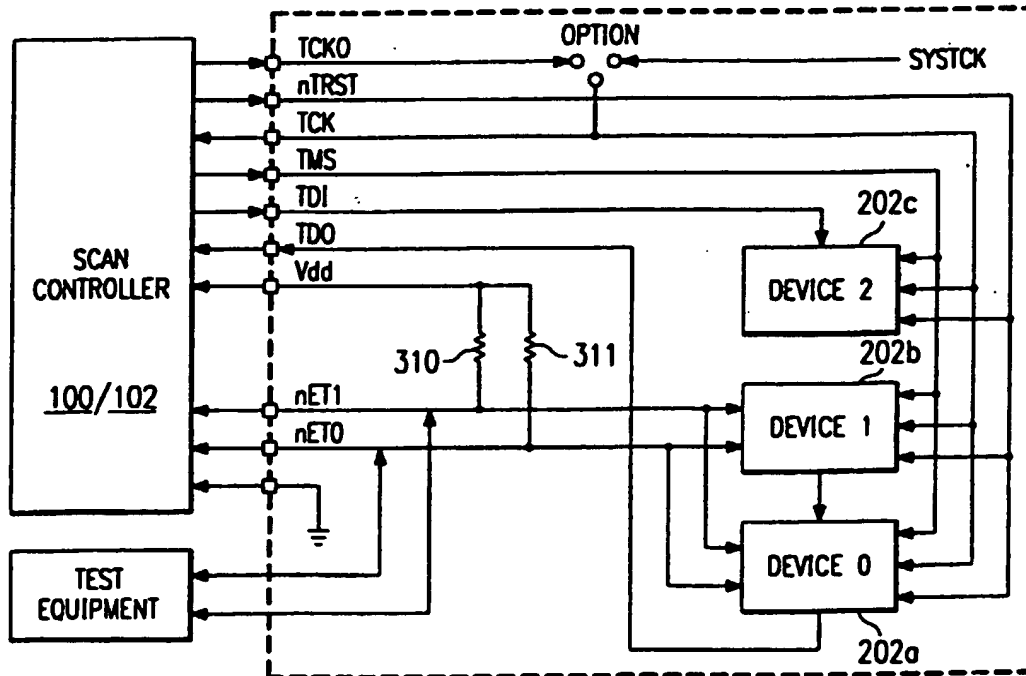 OPTION
TCKO
SYSTCK
nTRST
TCK
TMS
TDI
TDO
Vdd
SCAN
CONTROLLER
100/102
202c
DEVICE 2
310
311
202b
nET1
nET0
DEVICE 1
DEVICE 0
202a
TEST
EQUIPMENT